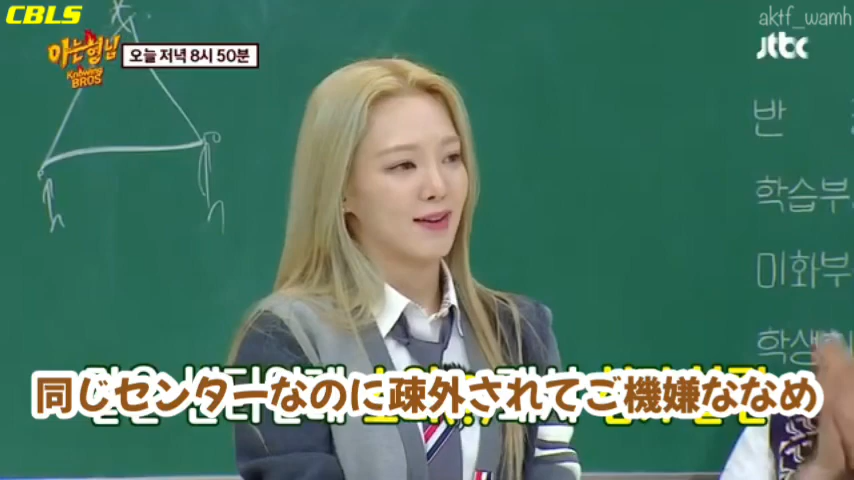 CBLS
aktf_wamh
아는형님
Knowing BROS
오늘 저녁 8시 50분
jtbc
반
학습부
미화부
학생
同じセンターなのに疎外されてご機嫌ななめ
h
h